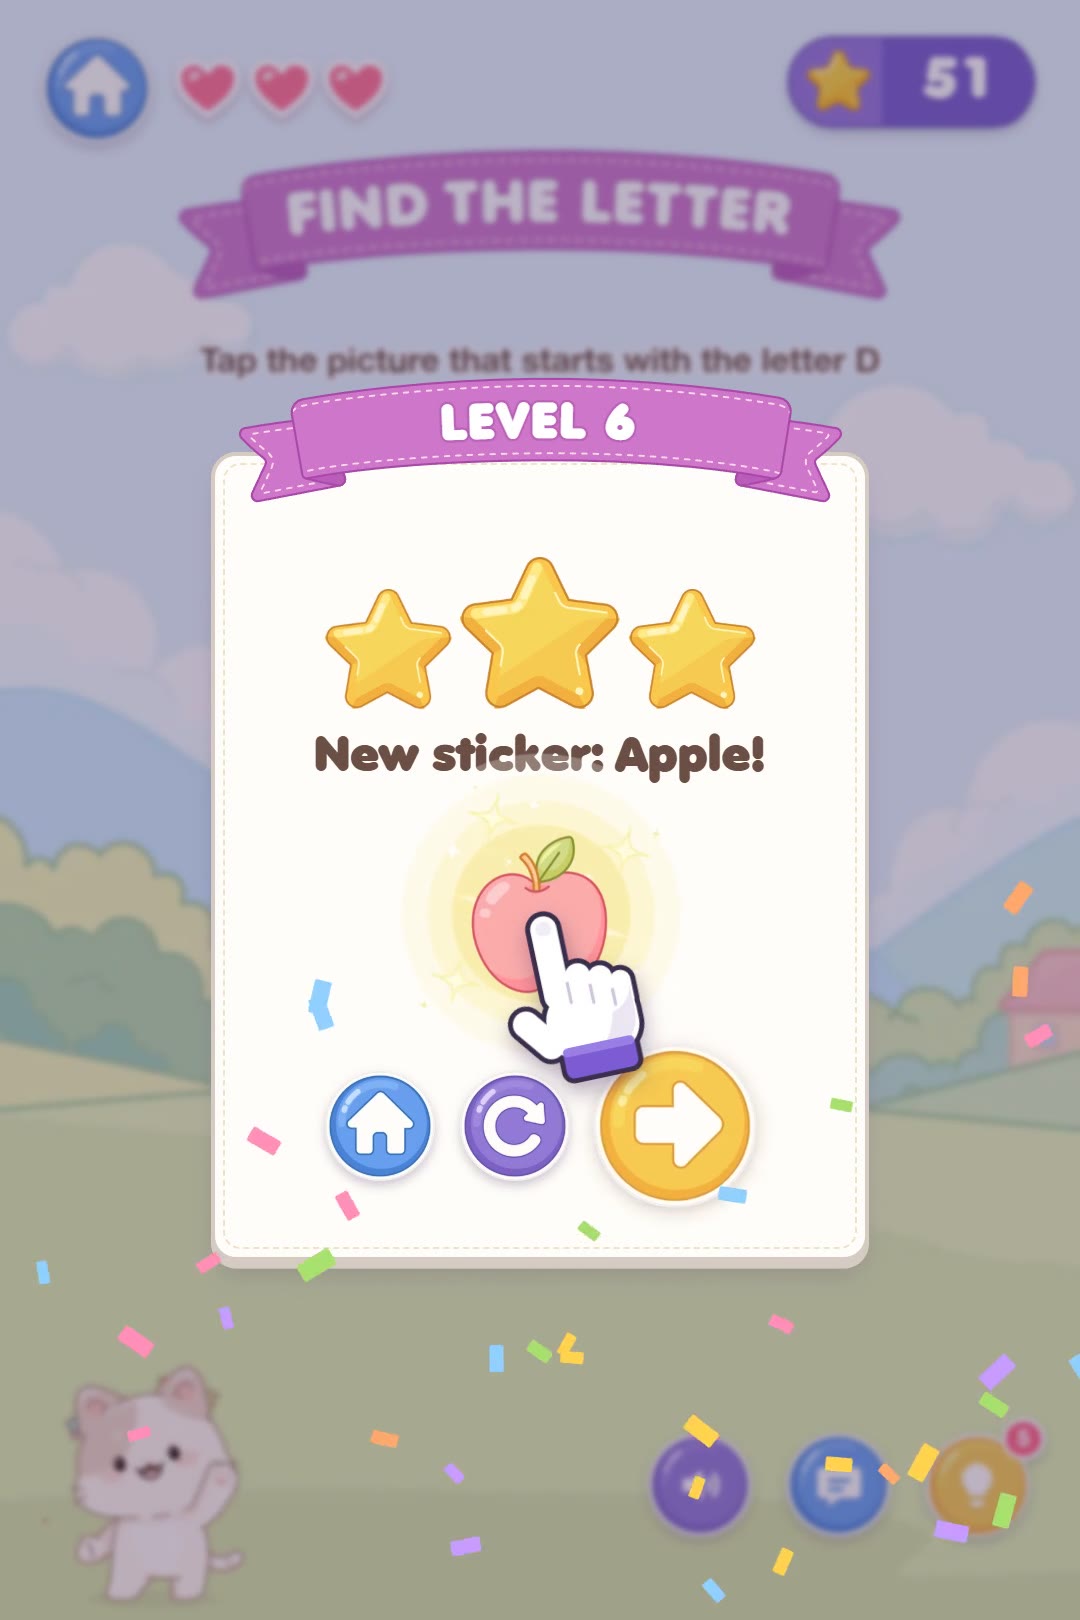 51
FIND THE LETTER
Tap the picture that starts with the letter D
LEVEL 6
New sticker: Apple!